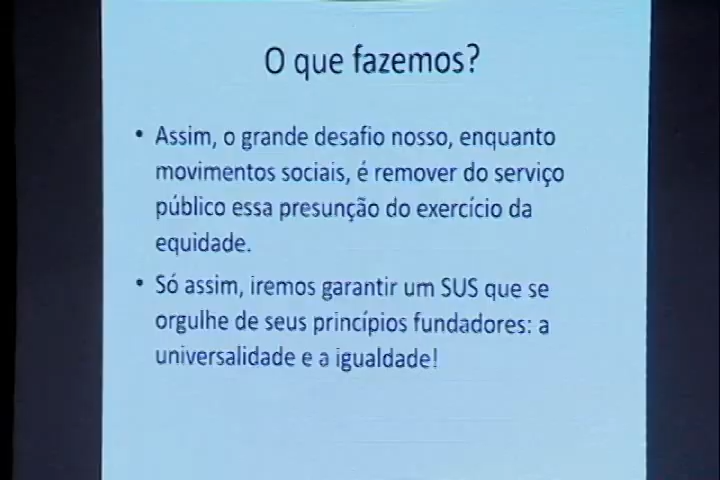 O que fazemos?
• Assim, o grande desafio nosso, enquanto
movimentos sociais, é remover do serviço
público essa presunção do exercício da
equidade.
• Só assim, iremos garantir um SUS que se
orgulhe de seus princípios fundadores: a
universalidade e a igualdade!